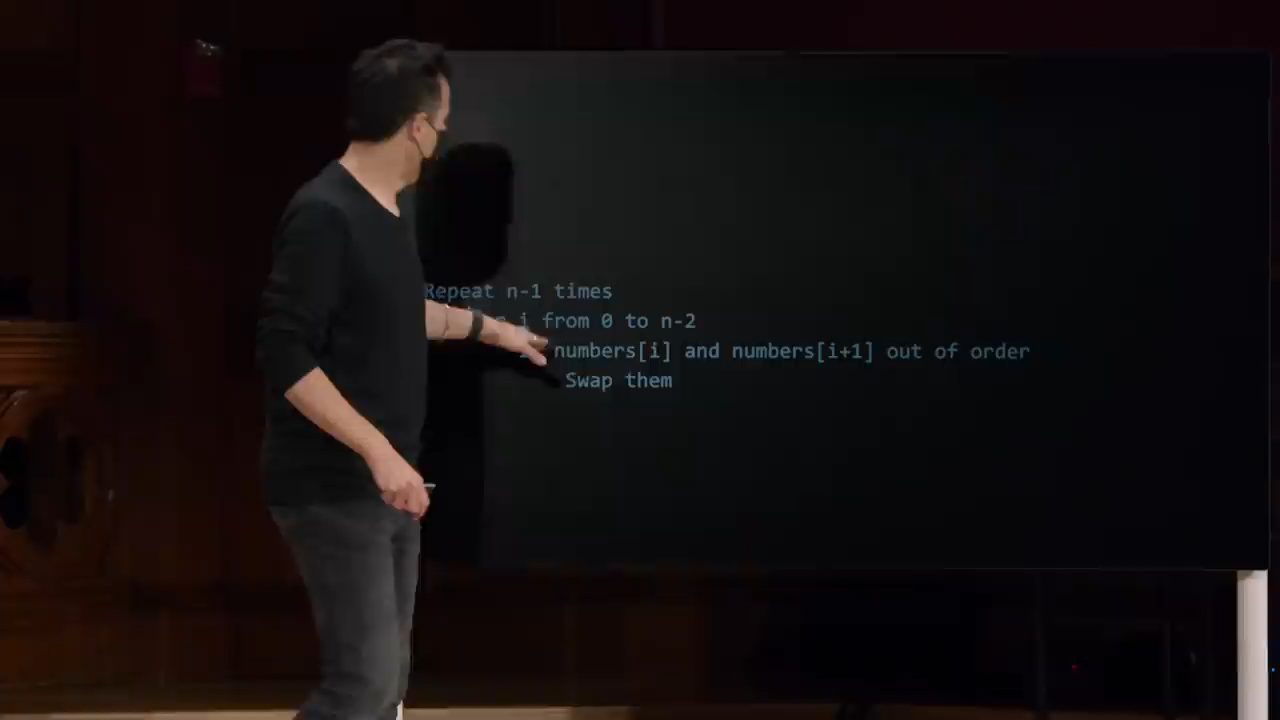 Repeat n-1 times
i from 0 to n-2
numbers[i] and numbers[i+1] out of order
Swap them